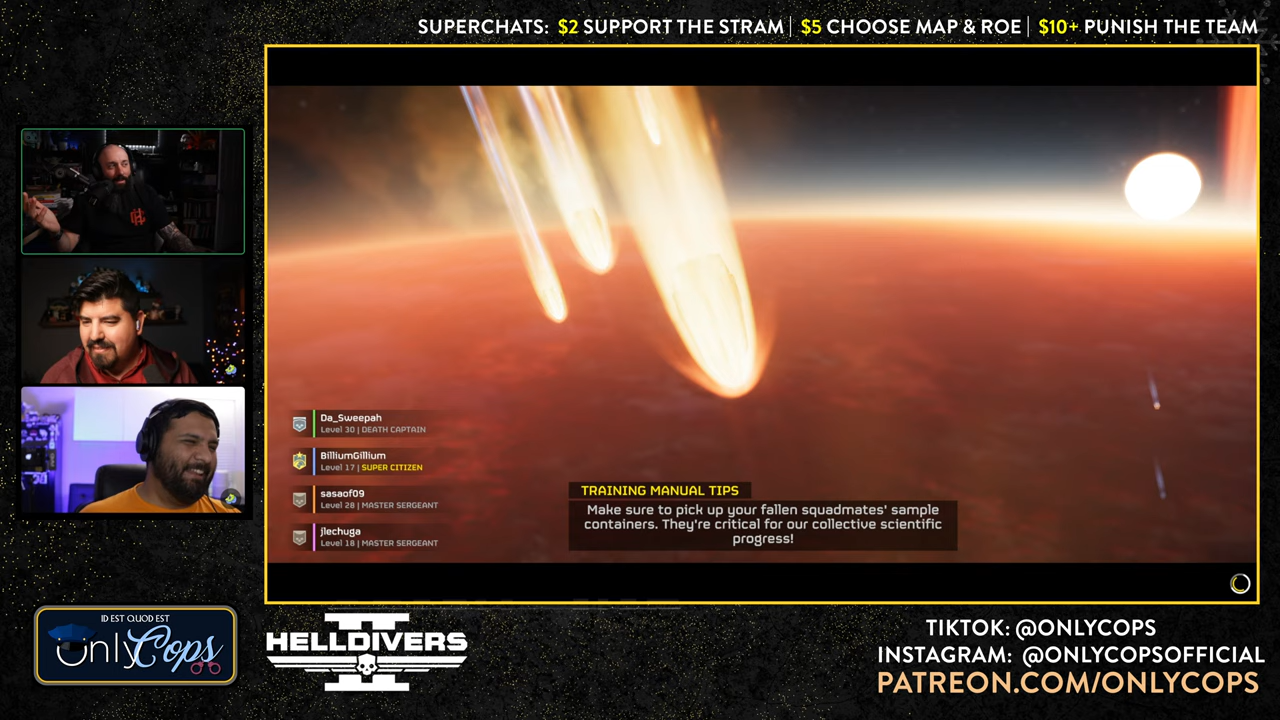 SUPERCHATS: $2 SUPPORT THE STRAM | $5 CHOOSE MAP & ROE | $10+ PUNISH THE TEAM
Da_Sweepah
Level 30 | DEATH CAPTAIN
BilliumGillium
Level 17 | SUPER CITIZEN
sasaof09
Level 28 | MASTER SERGEANT
jlechuga
Level 18 | MASTER SERGEANT
TRAINING MANUAL TIPS
Make sure to pick up your fallen squadmates' sample
containers. They're critical for our collective scientific
progress!
ID EST QUOD EST
OnlyCops
HELLDIVERS
II
TIKTOK: @ONLYCOPS
INSTAGRAM: @ONLYCOPSOFFICIAL
PATREON.COM/ONLYCOPS